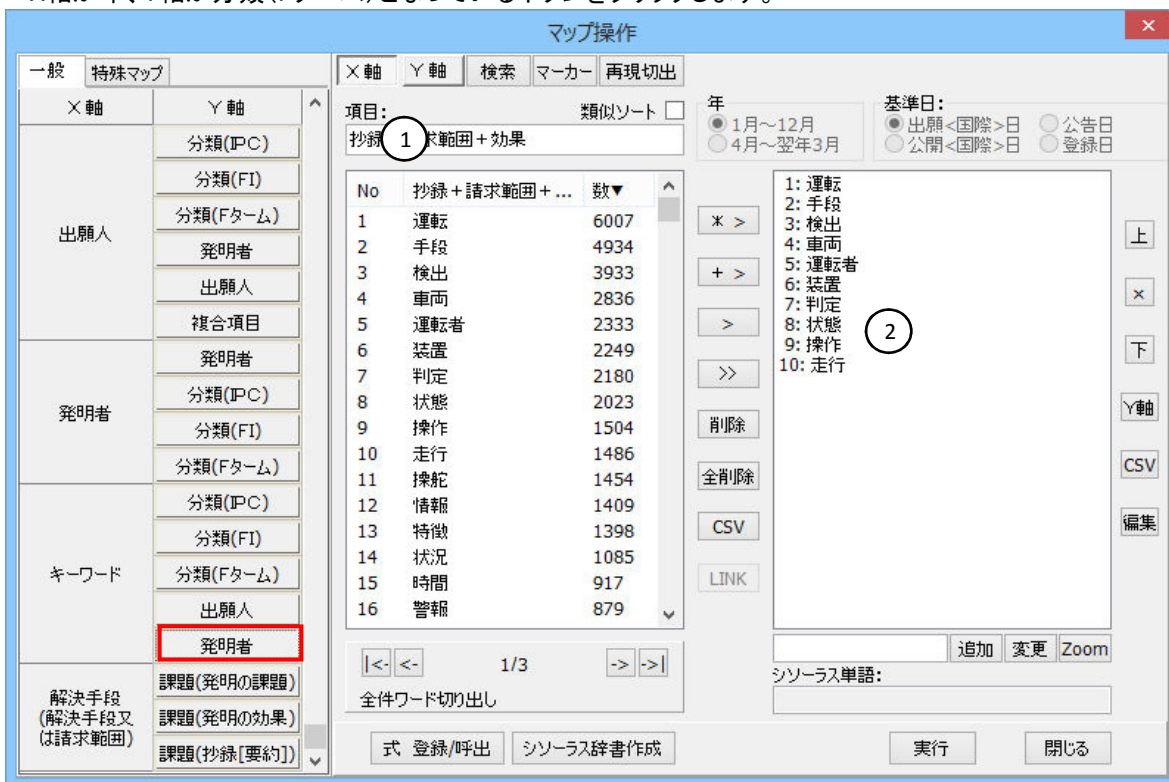 マップ操作
×
一般 特殊マップ
X軸 Y軸
出願人
分類(IPC)
分類(FI)
分類(Fターム)
発明者
出願人
複合項目
発明者
発明者
分類(IPC)
分類(FI)
分類(Fターム)
キーワード
分類(IPC)
分類(FI)
分類(Fターム)
出願人
発明者
解決手段
(解決手段又
は請求範囲)
課題(発明の課題)
課題(発明の効果)
課題(抄録[要約])
X軸 Y軸 検索 マーカー 再現切出
項目: 類似ソート
抄録 1 求範囲+効果
年
1月~12月
4月~翌年3月
基準日:
出願<国際>日 公告日
公開<国際>日 登録日
No 抄録+請求範囲+... 数▼
1 運転 6007
2 手段 4934
3 検出 3933
4 車両 2836
5 運転者 2333
6 装置 2249
7 判定 2180
8 状態 2023
9 操作 1504
10 走行 1486
11 操舵 1454
12 情報 1409
13 特徴 1398
14 状況 1085
15 時間 917
16 警報 879
|<- <- 1/3 -> ->|
全件ワード切り出し
* >
+ >
>
>>
削除
全削除
CSV
LINK
1: 運転
2: 手段
3: 検出
4: 車両
5: 運転者
6: 装置
7: 判定
8: 状態
9: 操作
10: 走行
2
上
×
下
Y軸
CSV
編集
追加 変更 Zoom
シソーラス単語:
式 登録/呼出 シソーラス辞書作成 実行 閉じる